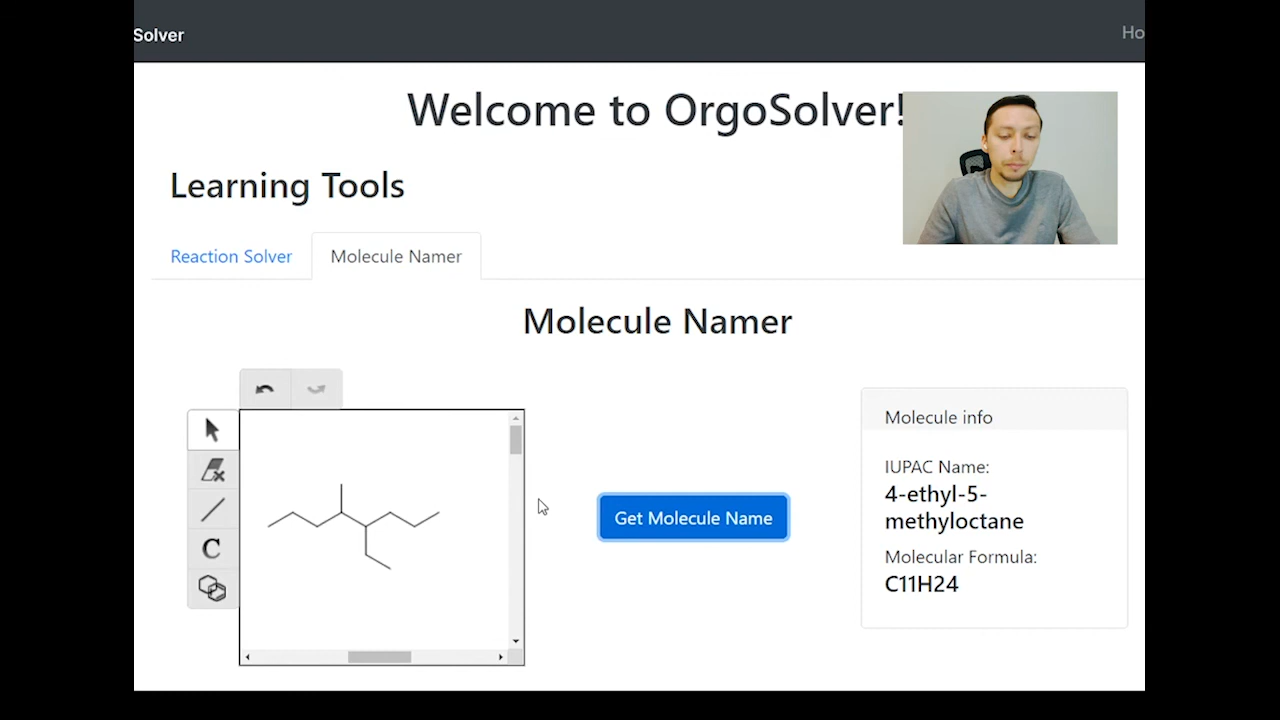 Solver
Ho
Welcome to OrgoSolver!
Learning Tools
Reaction Solver
Molecule Namer
Molecule Namer
C
Get Molecule Name
Molecule info
IUPAC Name:
4-ethyl-5-
methyloctane
Molecular Formula:
C11H24